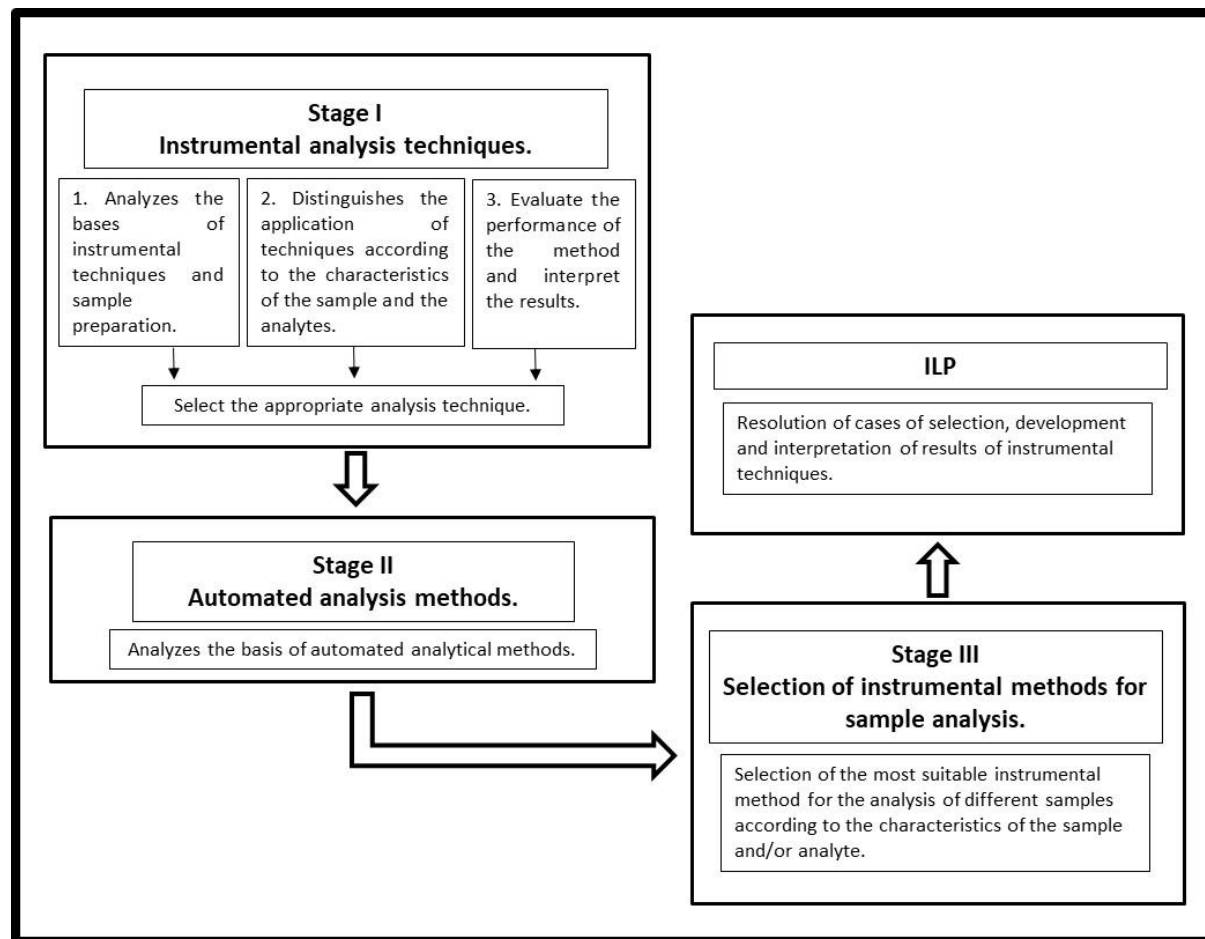 Stage I
Instrumental analysis techniques.
1. Analyzes the
bases of
instrumental
techniques and
sample
preparation.
2. Distinguishes the
application of
techniques according
to the characteristics
of the sample and the
analytes.
3. Evaluate the
performance of
the method
and interpret
the results.
Select the appropriate analysis technique.
Stage II
Automated analysis methods.
Analyzes the basis of automated analytical methods.
Stage III
Selection of instrumental methods for
sample analysis.
Selection of the most suitable instrumental
method for the analysis of different samples
according to the characteristics of the sample
and/or analyte.
ILP
Resolution of cases of selection, development
and interpretation of results of instrumental
techniques.